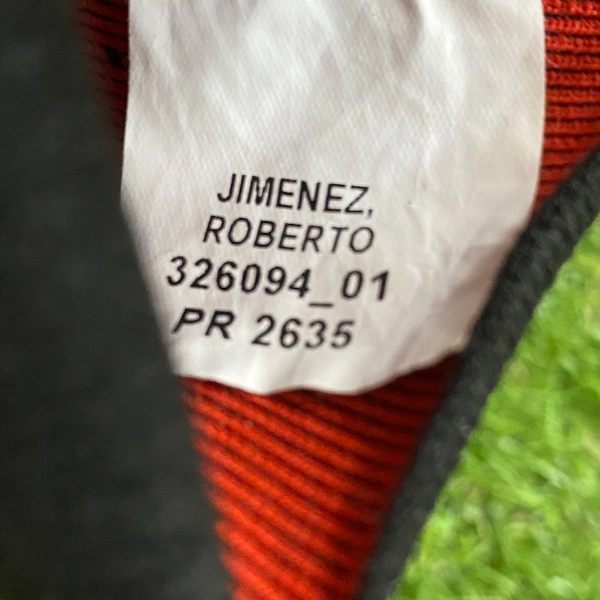 JIMENEZ,
ROBERTO
326094_01
PR 2635